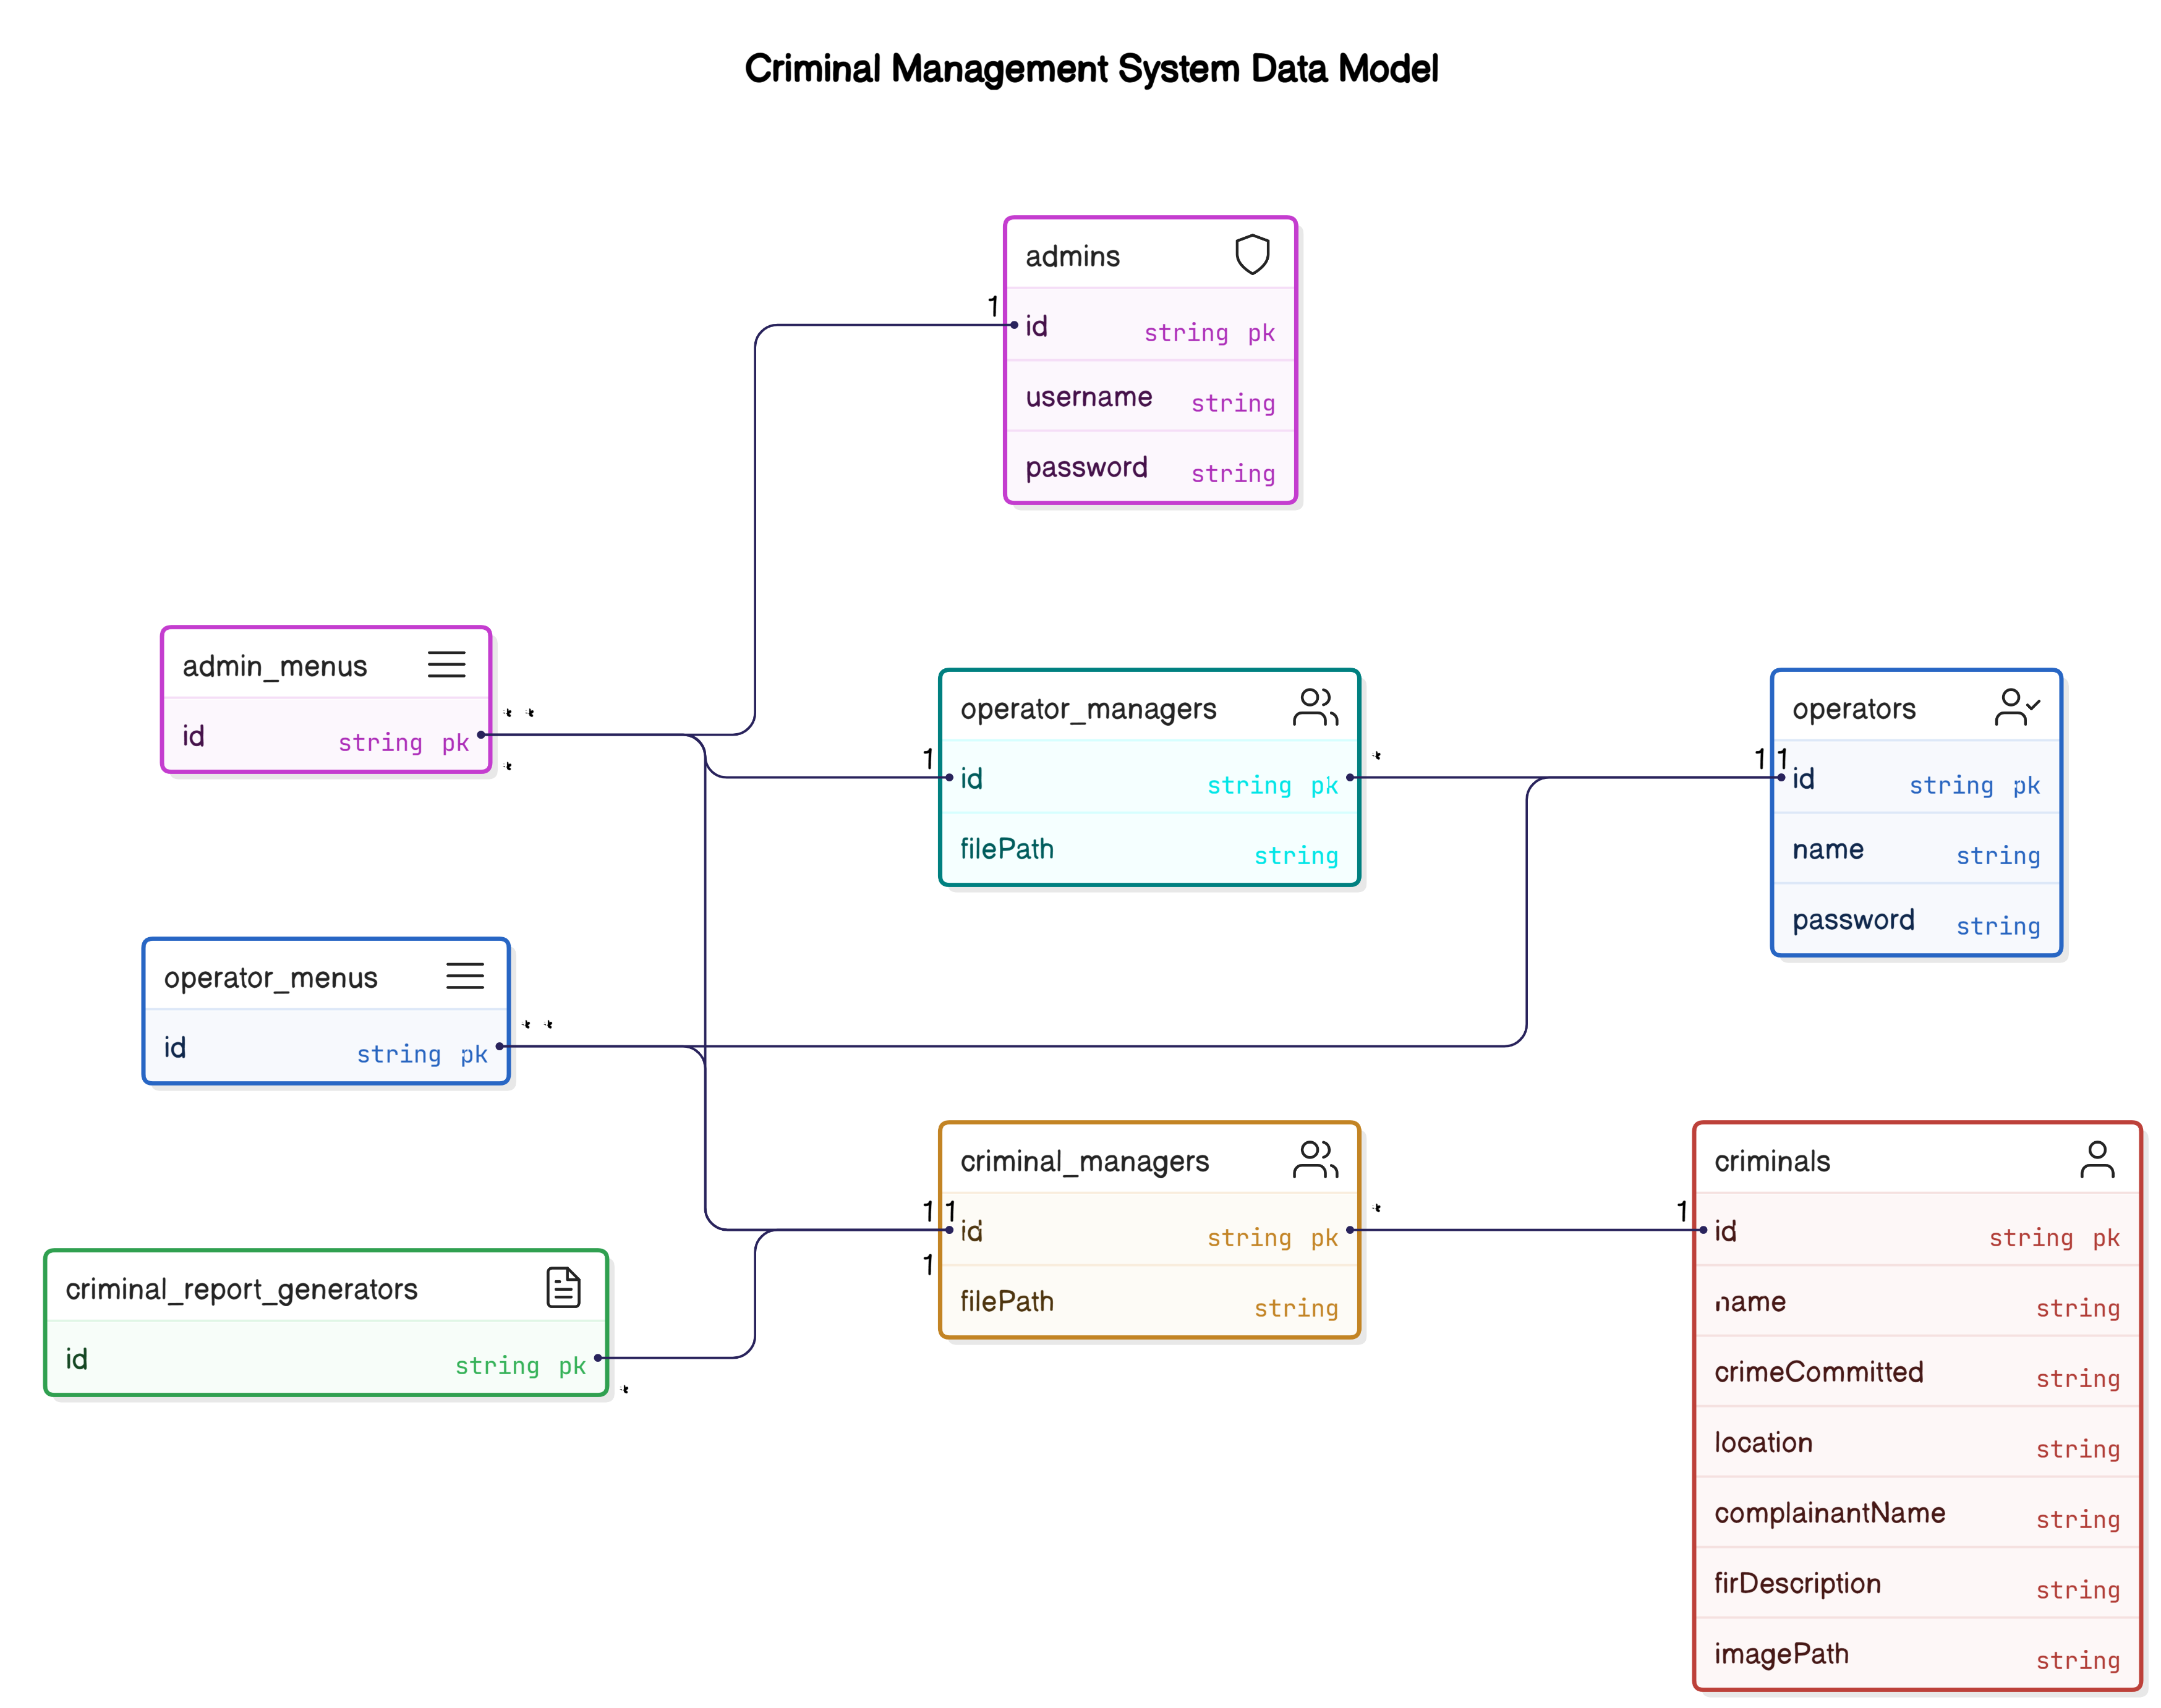 Criminal Management System Data Model
admins
1
id string pk
username string
password string
admin_menus
* *
id string pk
*
operator_managers
1 *
id string pk
filePath string
operators
1 1
id string pk
name string
password string
operator_menus
* *
id string pk
criminal_managers
1 1 *
id string pk
1
filePath string
criminals
1
id string pk
name string
crimeCommitted string
location string
complainantName string
firDescription string
imagePath string
criminal_report_generators
id string pk
*